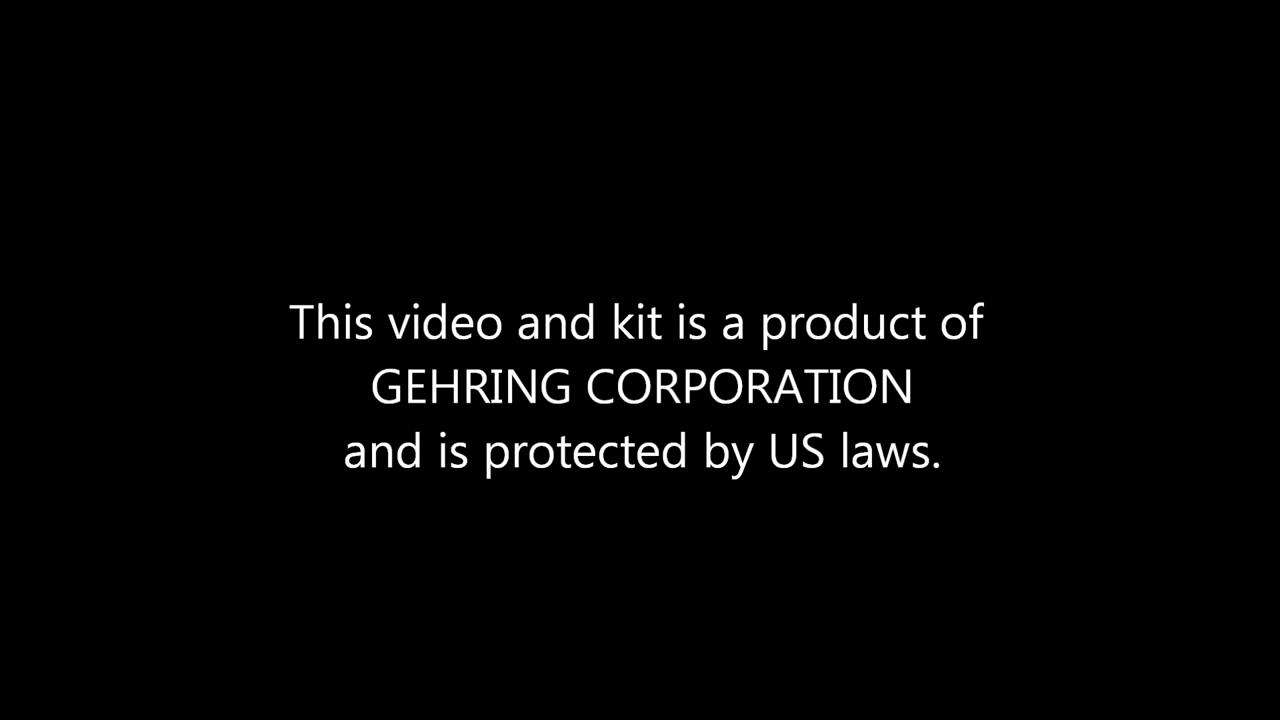 This video and kit is a product of
GEHRING CORPORATION
and is protected by US laws.